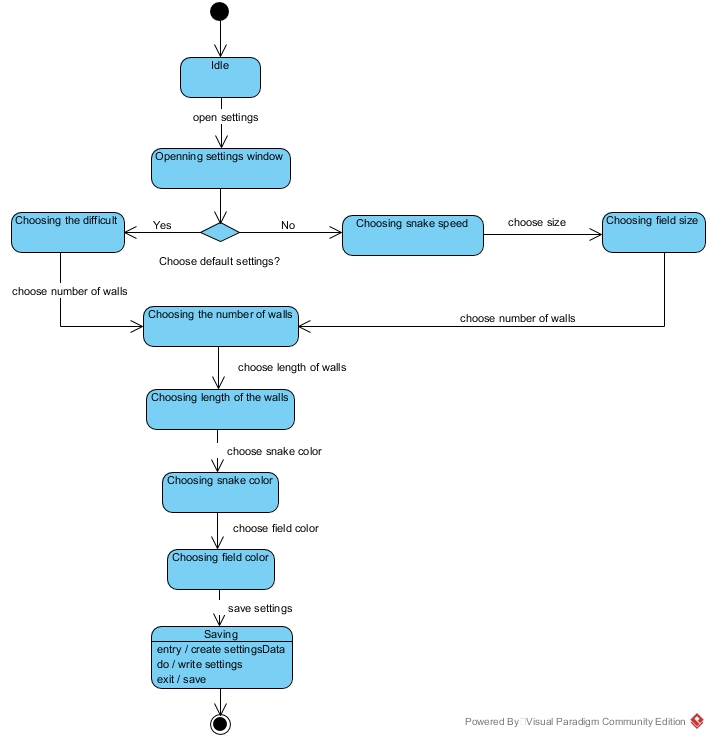 Idle
open settings
Openning settings window
Choosing the difficult
Yes
No
Choosing snake speed
choose size
Choosing field size
Choose default settings?
choose number of walls
Choosing the number of walls
choose number of walls
choose length of walls
Choosing length of the walls
choose snake color
Choosing snake color
choose field color
Choosing field color
save settings
Saving
entry / create settingsData
do / write settings
exit / save
Powered By Visual Paradigm Community Edition